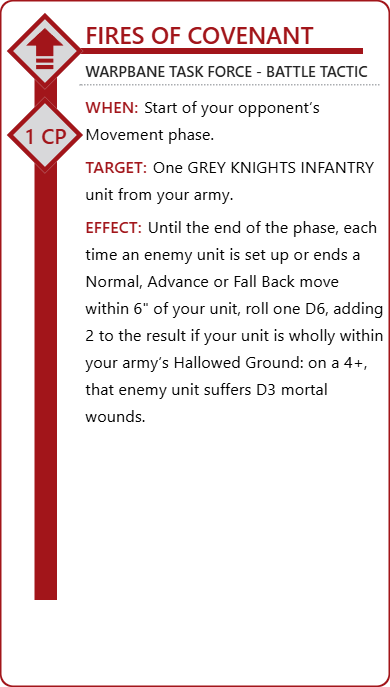 FIRES OF COVENANT
WARPBANE TASK FORCE - BATTLE TACTIC
1 CP
WHEN: Start of your opponent’s
Movement phase.
TARGET: One GREY KNIGHTS INFANTRY
unit from your army.
EFFECT: Until the end of the phase, each
time an enemy unit is set up or ends a
Normal, Advance or Fall Back move
within 6" of your unit, roll one D6, adding
2 to the result if your unit is wholly within
your army’s Hallowed Ground: on a 4+,
that enemy unit suffers D3 mortal
wounds.